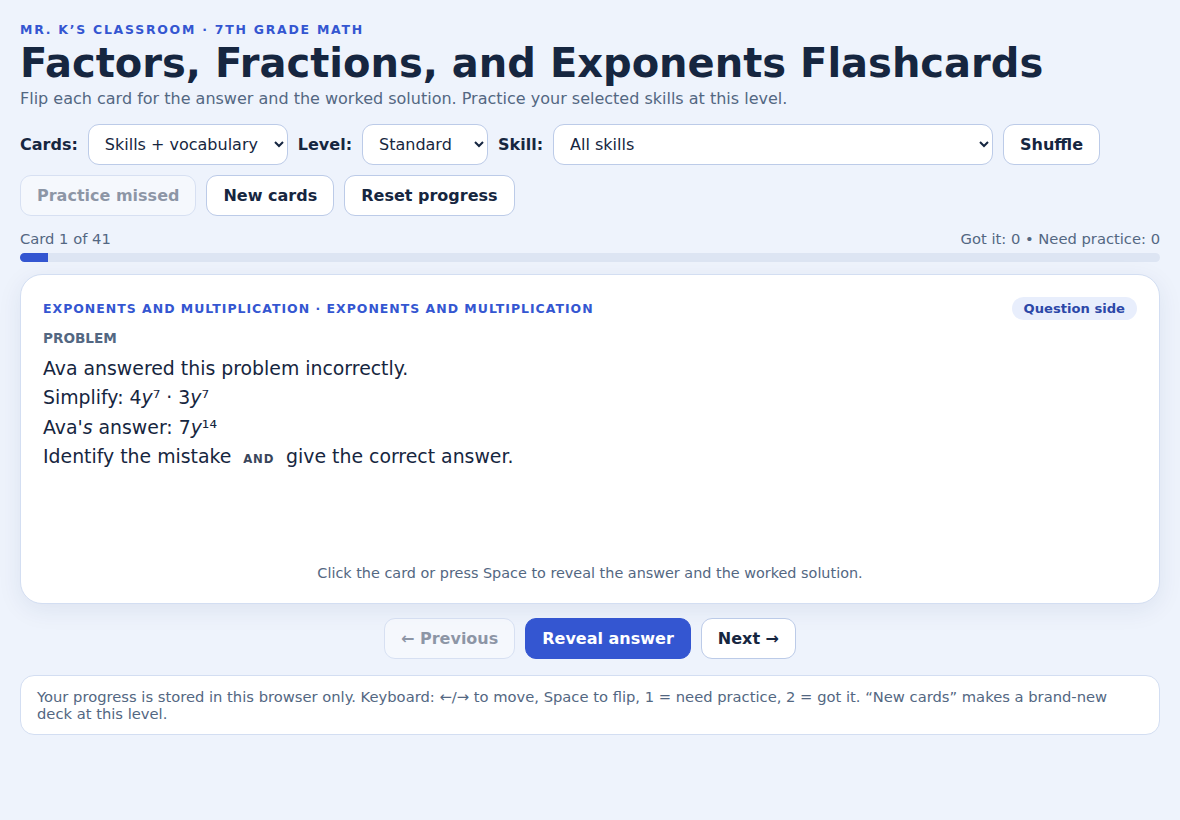 MR. K’S CLASSROOM · 7TH GRADE MATH
Factors, Fractions, and Exponents Flashcards
Flip each card for the answer and the worked solution. Practice your selected skills at this level.
Cards: Skills + vocabulary Level: Standard Skill: All skills Shuffle
Practice missed New cards Reset progress
Card 1 of 41 Got it: 0 • Need practice: 0
EXPONENTS AND MULTIPLICATION · EXPONENTS AND MULTIPLICATION Question side
PROBLEM
Ava answered this problem incorrectly.
Simplify: 4y⁷ · 3y⁷
Ava's answer: 7y¹⁴
Identify the mistake AND give the correct answer.
Click the card or press Space to reveal the answer and the worked solution.
← Previous Reveal answer Next →
Your progress is stored in this browser only. Keyboard: ←/→ to move, Space to flip, 1 = need practice, 2 = got it. “New cards” makes a brand-new
deck at this level.